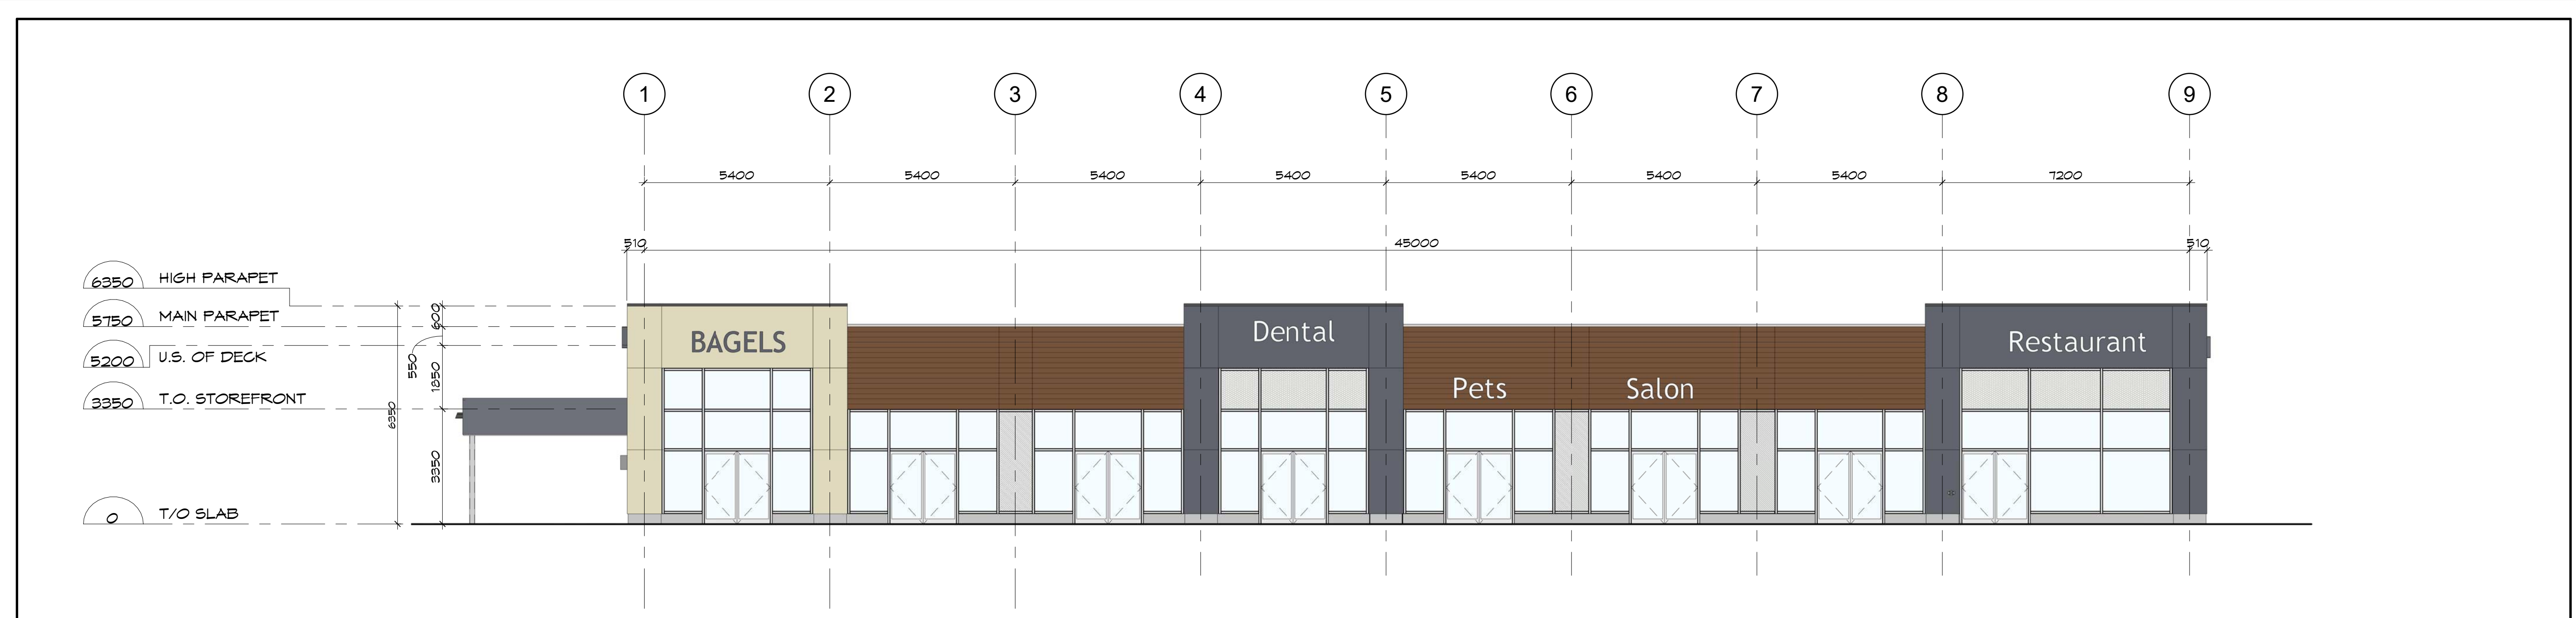 1 2 3 4 5 6 7 8 9
5400 5400 5400 5400 5400 5400 5400 7200
510 45000 510
6350 HIGH PARAPET
5750 MAIN PARAPET
5200 U.S. OF DECK
3350 T.O. STOREFRONT
0 T/O SLAB
6350
550
600
1850
3350
BAGELS
Dental
Pets
Salon
Restaurant